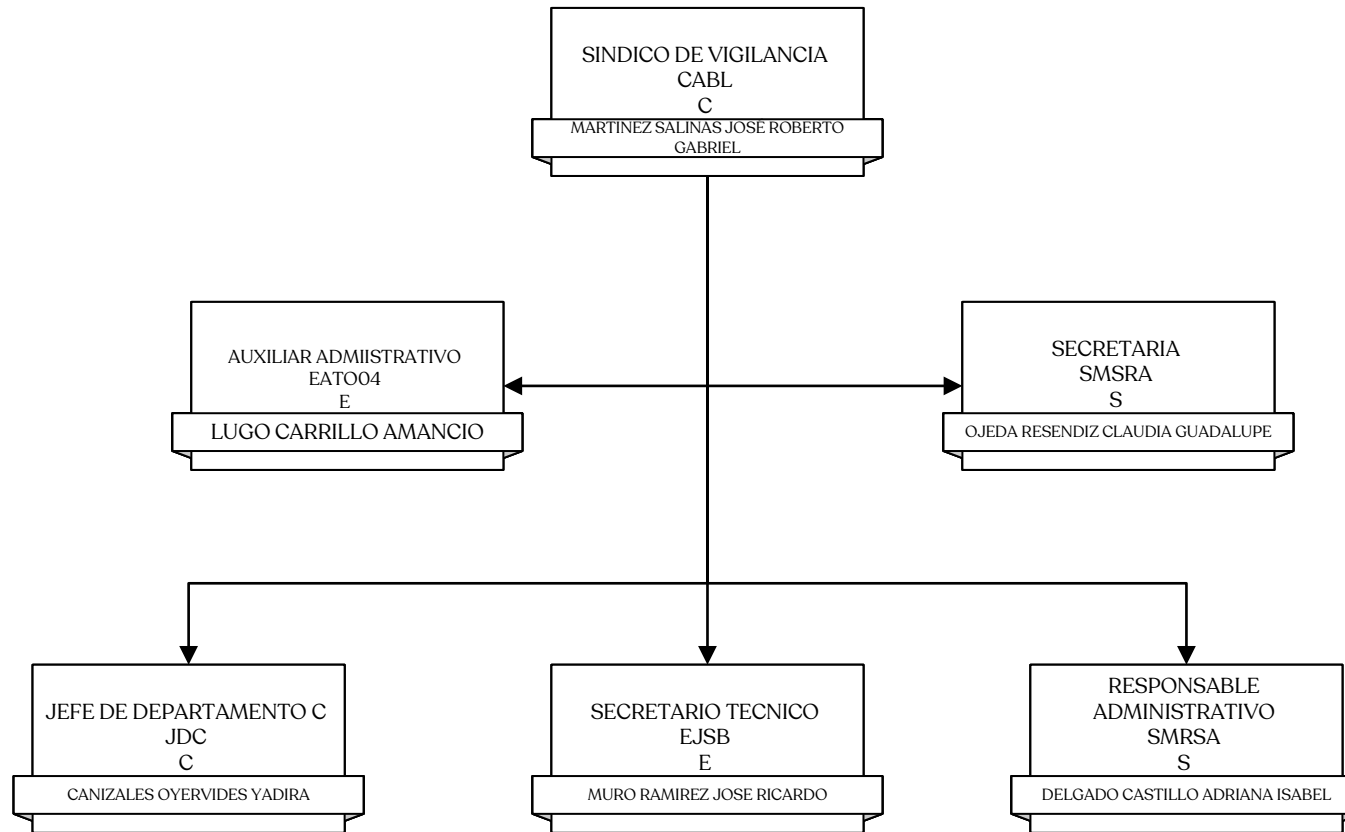 SINDICO DE VIGILANCIA
CABL
C
MARTINEZ SALINAS JOSÉ ROBERTO
GABRIEL
AUXILIAR ADMIISTRATIVO
EATO04
E
LUGO CARRILLO AMANCIO
SECRETARIA
SMSRA
S
OJEDA RESENDIZ CLAUDIA GUADALUPE
JEFE DE DEPARTAMENTO C
JDC
C
CANIZALES OYERVIDES YADIRA
SECRETARIO TECNICO
EJSB
E
MURO RAMIREZ JOSE RICARDO
RESPONSABLE
ADMINISTRATIVO
SMRSA
S
DELGADO CASTILLO ADRIANA ISABEL